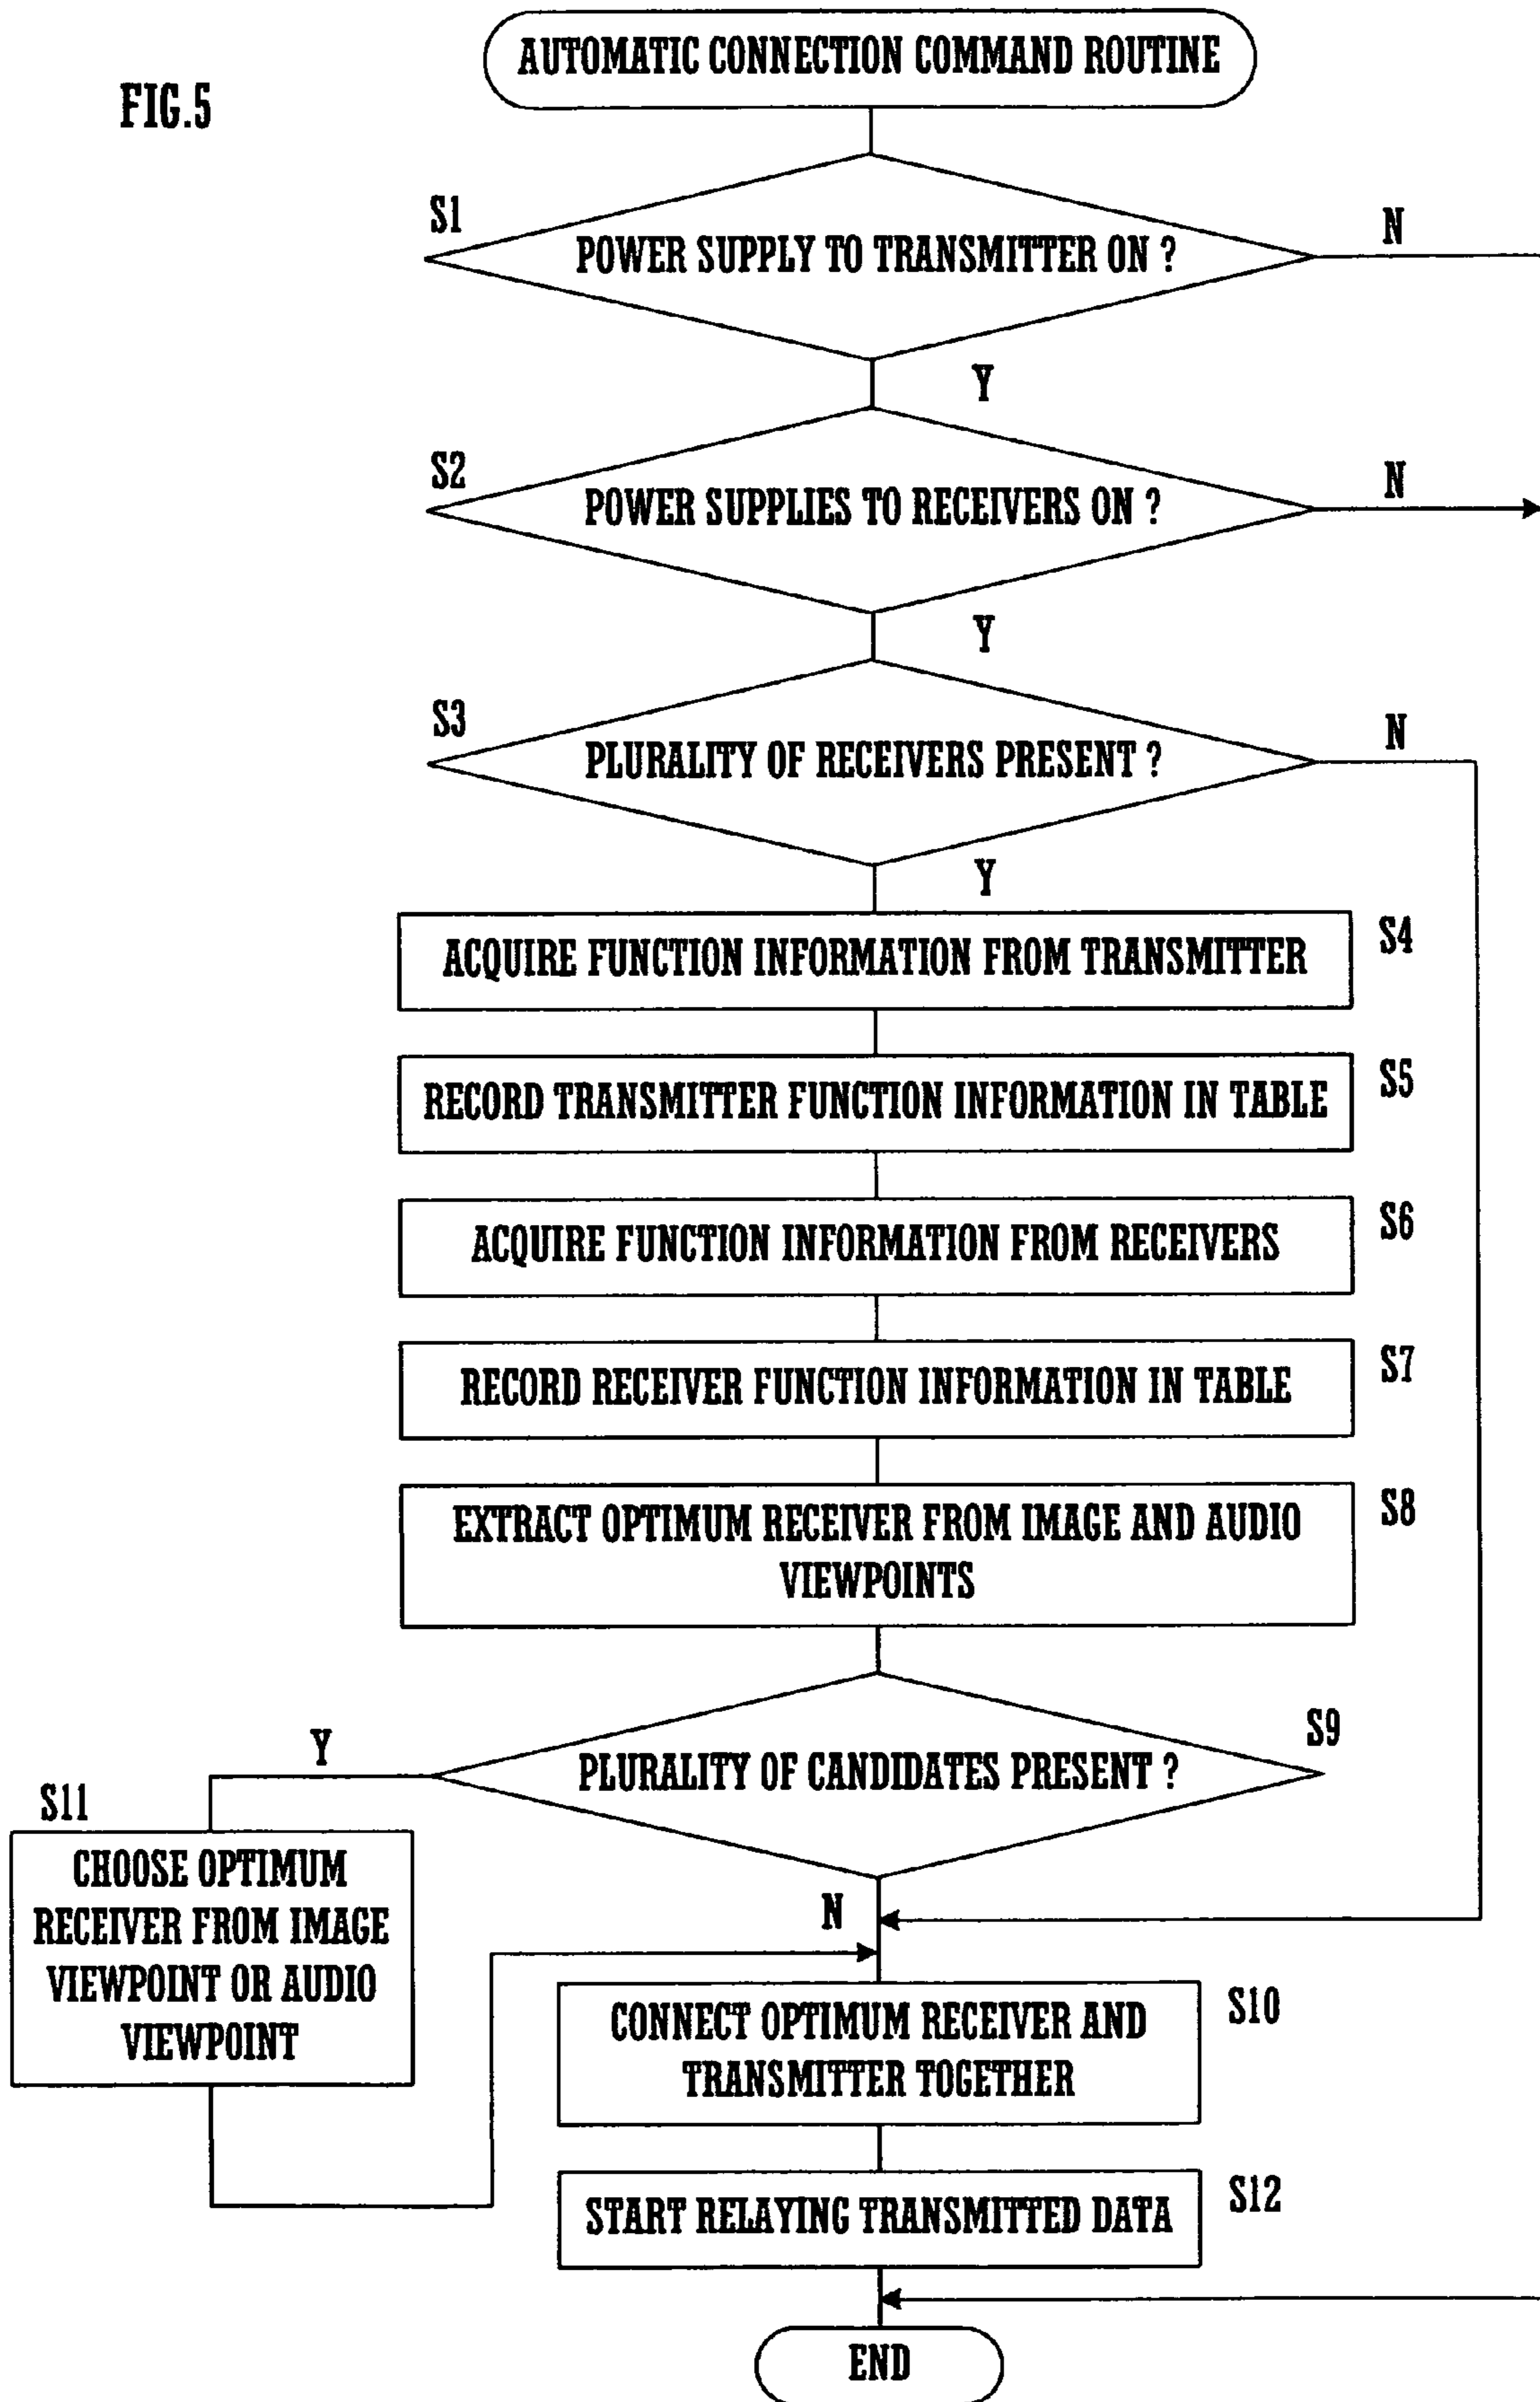 FIG.5
AUTOMATIC CONNECTION COMMAND ROUTINE
S1
POWER SUPPLY TO TRANSMITTER ON ?
N
Y
S2
POWER SUPPLIES TO RECEIVERS ON ?
N
Y
S3
PLURALITY OF RECEIVERS PRESENT ?
N
Y
ACQUIRE FUNCTION INFORMATION FROM TRANSMITTER
S4
RECORD TRANSMITTER FUNCTION INFORMATION IN TABLE
S5
ACQUIRE FUNCTION INFORMATION FROM RECEIVERS
S6
RECORD RECEIVER FUNCTION INFORMATION IN TABLE
S7
EXTRACT OPTIMUM RECEIVER FROM IMAGE AND AUDIO
VIEWPOINTS
S8
PLURALITY OF CANDIDATES PRESENT ?
S9
Y
N
S11
CHOOSE OPTIMUM
RECEIVER FROM IMAGE
VIEWPOINT OR AUDIO
VIEWPOINT
CONNECT OPTIMUM RECEIVER AND
TRANSMITTER TOGETHER
S10
START RELAYING TRANSMITTED DATA
S12
END